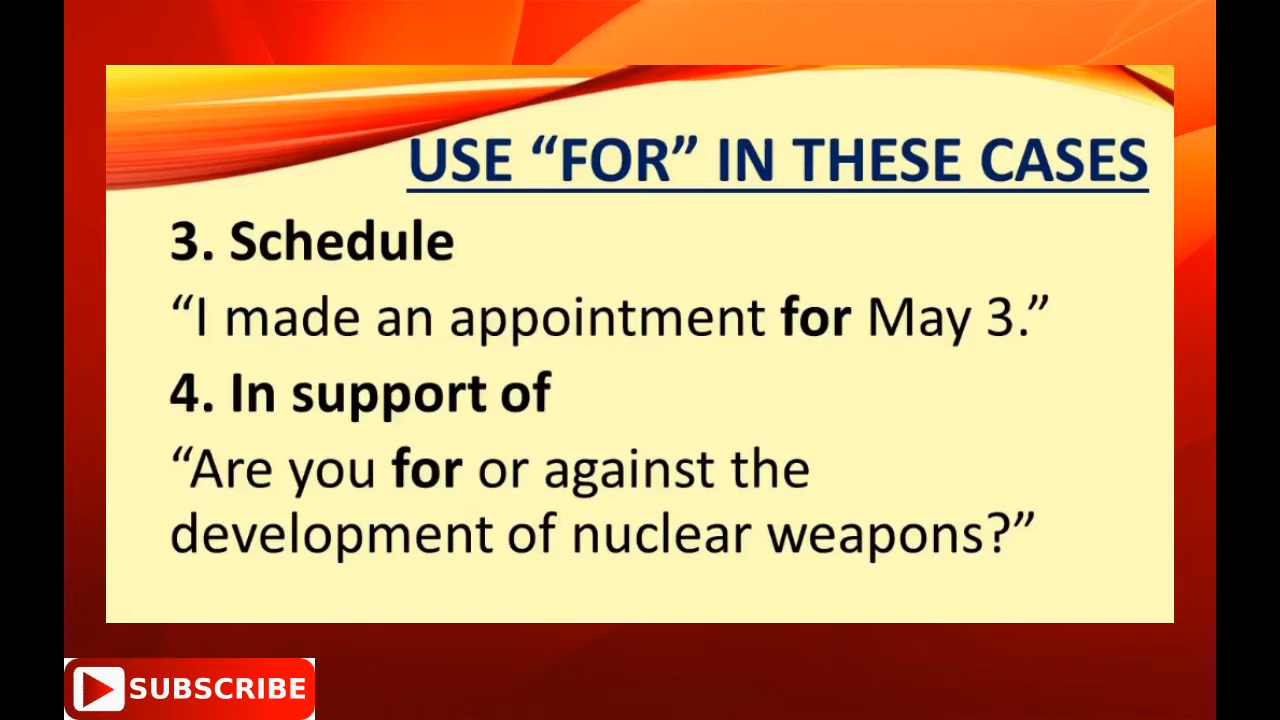 USE “FOR” IN THESE CASES
3. Schedule
“I made an appointment for May 3.”
4. In support of
“Are you for or against the
development of nuclear weapons?”
SUBSCRIBE